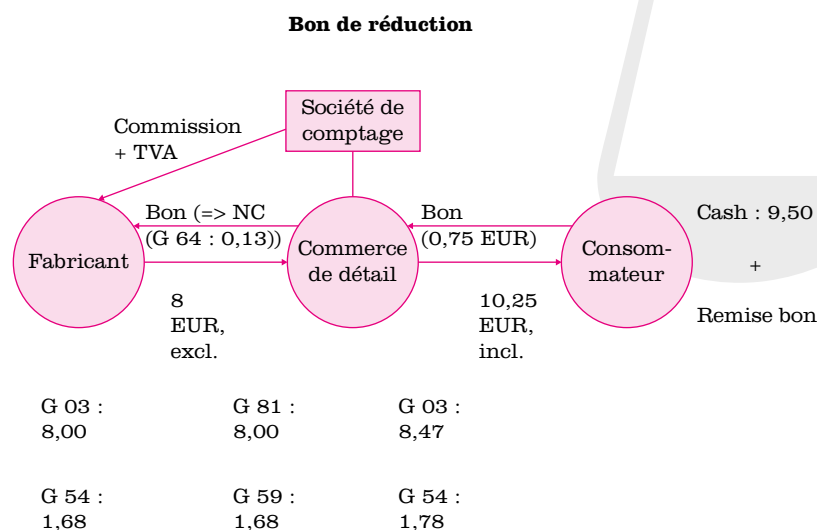 Bon de réduction
Société de
comptage
Commission
+ TVA
Bon (=> NC
(G 64 : 0,13))
Bon
(0,75 EUR)
Cash : 9,50
+
Remise bon
Fabricant
Commerce
de détail
Consom-
mateur
8
EUR,
excl.
10,25
EUR,
incl.
G 03 :
8,00
G 81 :
8,00
G 03 :
8,47
G 54 :
1,68
G 59 :
1,68
G 54 :
1,78